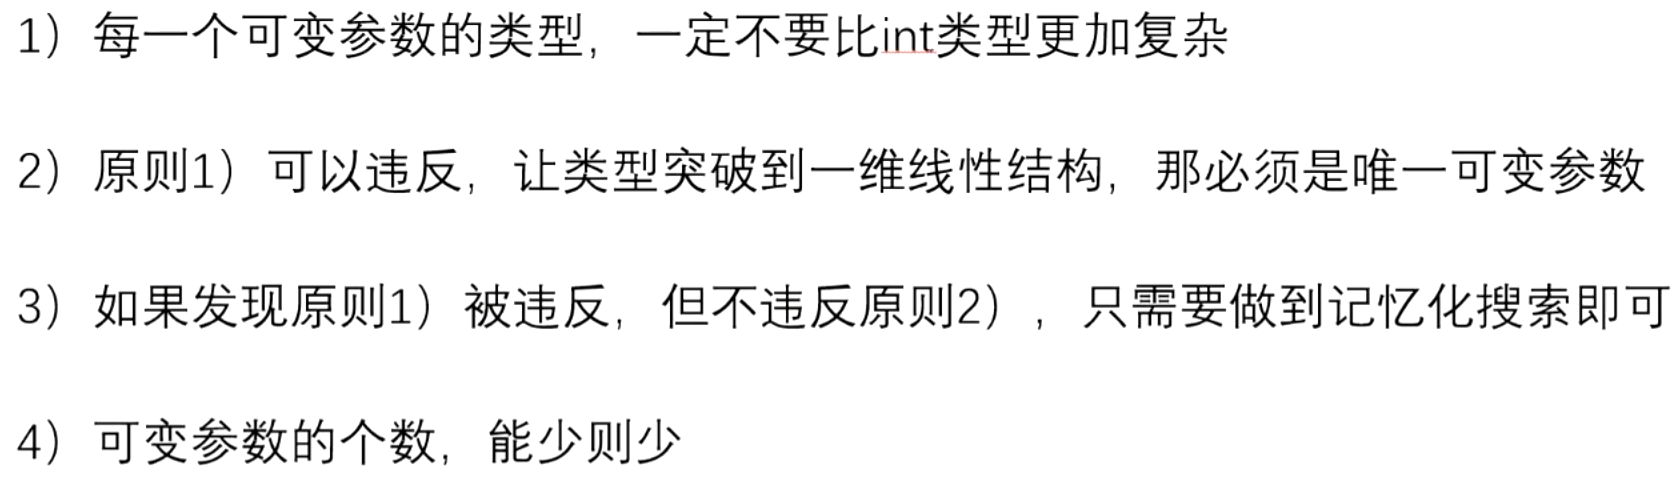 1）每一个可变参数的类型，一定不要比int类型更加复杂
2）原则1）可以违反，让类型突破到一维线性结构，那必须是唯一可变参数
3）如果发现原则1）被违反，但不违反原则2），只需要做到记忆化搜索即可
4）可变参数的个数，能少则少